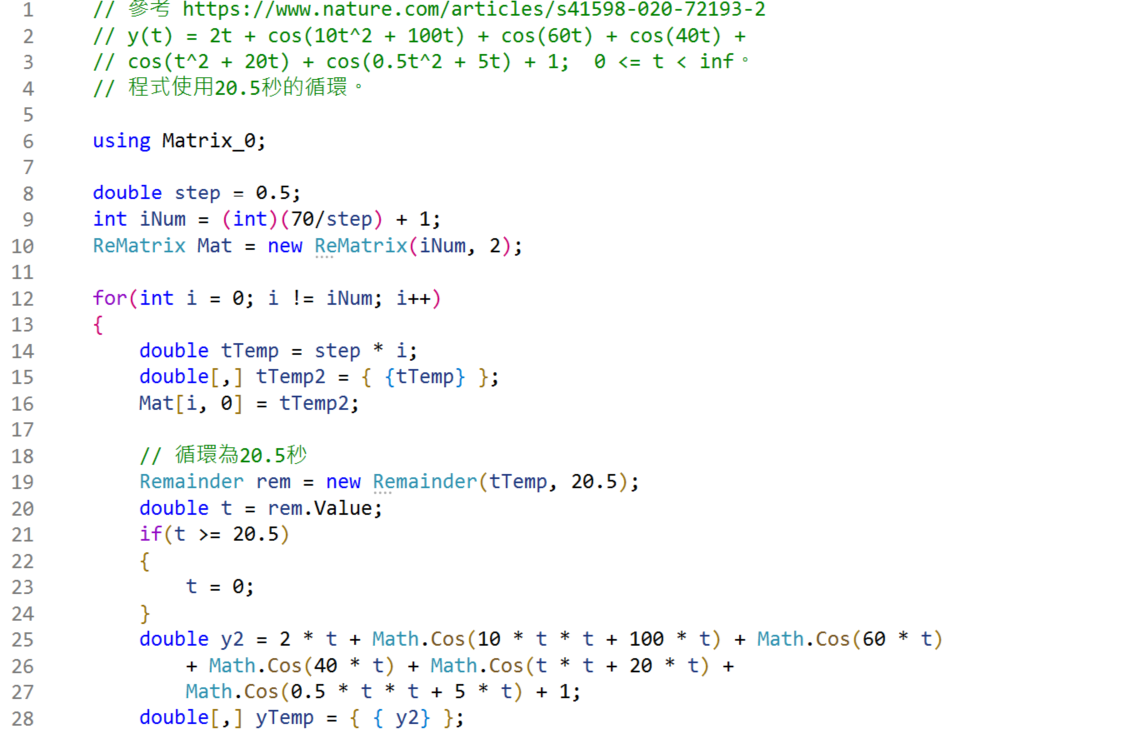 1 // 參考 https://www.nature.com/articles/s41598-020-72193-2
2 // y(t) = 2t + cos(10t^2 + 100t) + cos(60t) + cos(40t) +
3 // cos(t^2 + 20t) + cos(0.5t^2 + 5t) + 1;  0 <= t < inf。
4 // 程式使用20.5秒的循環。
5
6 using Matrix_0;
7
8 double step = 0.5;
9 int iNum = (int)(70/step) + 1;
10 ReMatrix Mat = new ReMatrix(iNum, 2);
11
12 for(int i = 0; i != iNum; i++)
13 {
14     double tTemp = step * i;
15     double[,] tTemp2 = { {tTemp} };
16     Mat[i, 0] = tTemp2;
17
18     // 循環為20.5秒
19     Remainder rem = new Remainder(tTemp, 20.5);
20     double t = rem.Value;
21     if(t >= 20.5)
22     {
23         t = 0;
24     }
25     double y2 = 2 * t + Math.Cos(10 * t * t + 100 * t) + Math.Cos(60 * t)
26         + Math.Cos(40 * t) + Math.Cos(t * t + 20 * t) +
27         Math.Cos(0.5 * t * t + 5 * t) + 1;
28     double[,] yTemp = { { y2} };